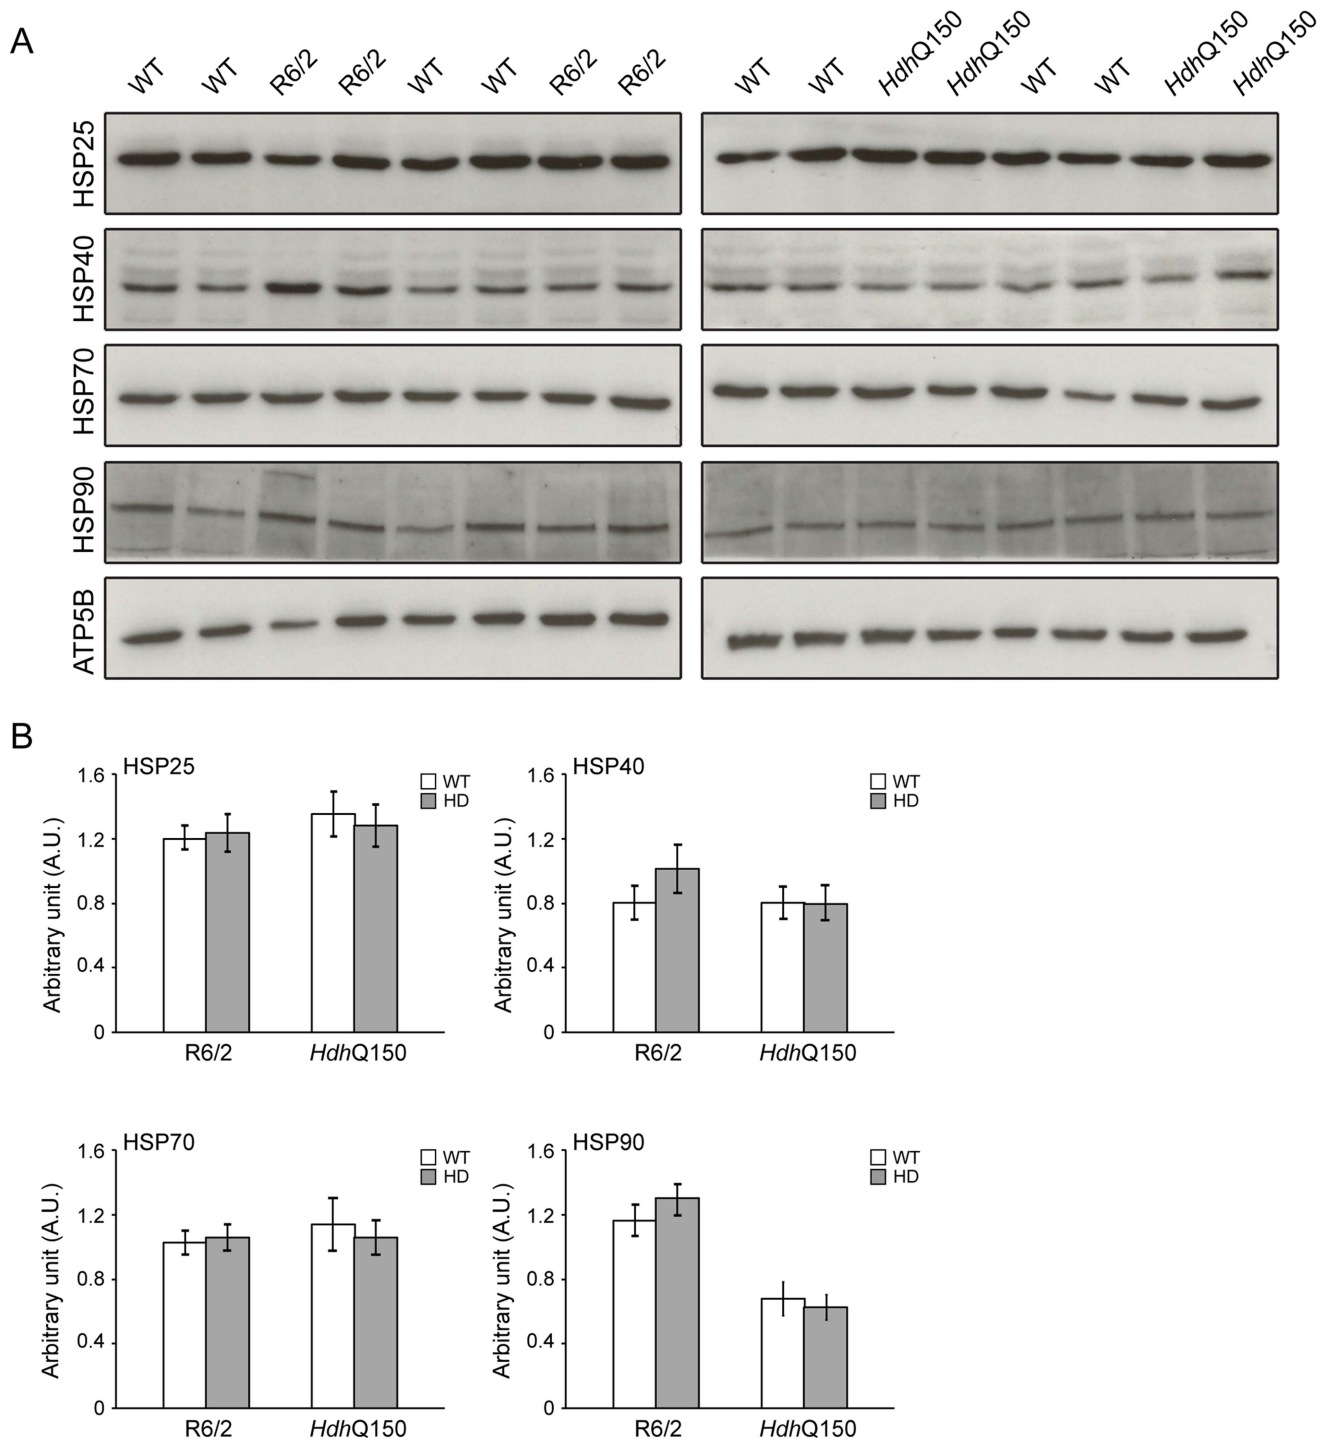 A
WT WT R6/2 R6/2 WT WT R6/2 R6/2 WT WT HdhQ150 HdhQ150 WT WT HdhQ150 HdhQ150
HSP25
HSP40
HSP70
HSP90
ATP5B
B
HSP25
WT
HD
Arbitrary unit (A.U.)
1.6
1.2
0.8
0.4
0
R6/2 HdhQ150
HSP40
WT
HD
Arbitrary unit (A.U.)
1.6
1.2
0.8
0.4
0
R6/2 HdhQ150
HSP70
WT
HD
Arbitrary unit (A.U.)
1.6
1.2
0.8
0.4
0
R6/2 HdhQ150
HSP90
WT
HD
Arbitrary unit (A.U.)
1.6
1.2
0.8
0.4
0
R6/2 HdhQ150